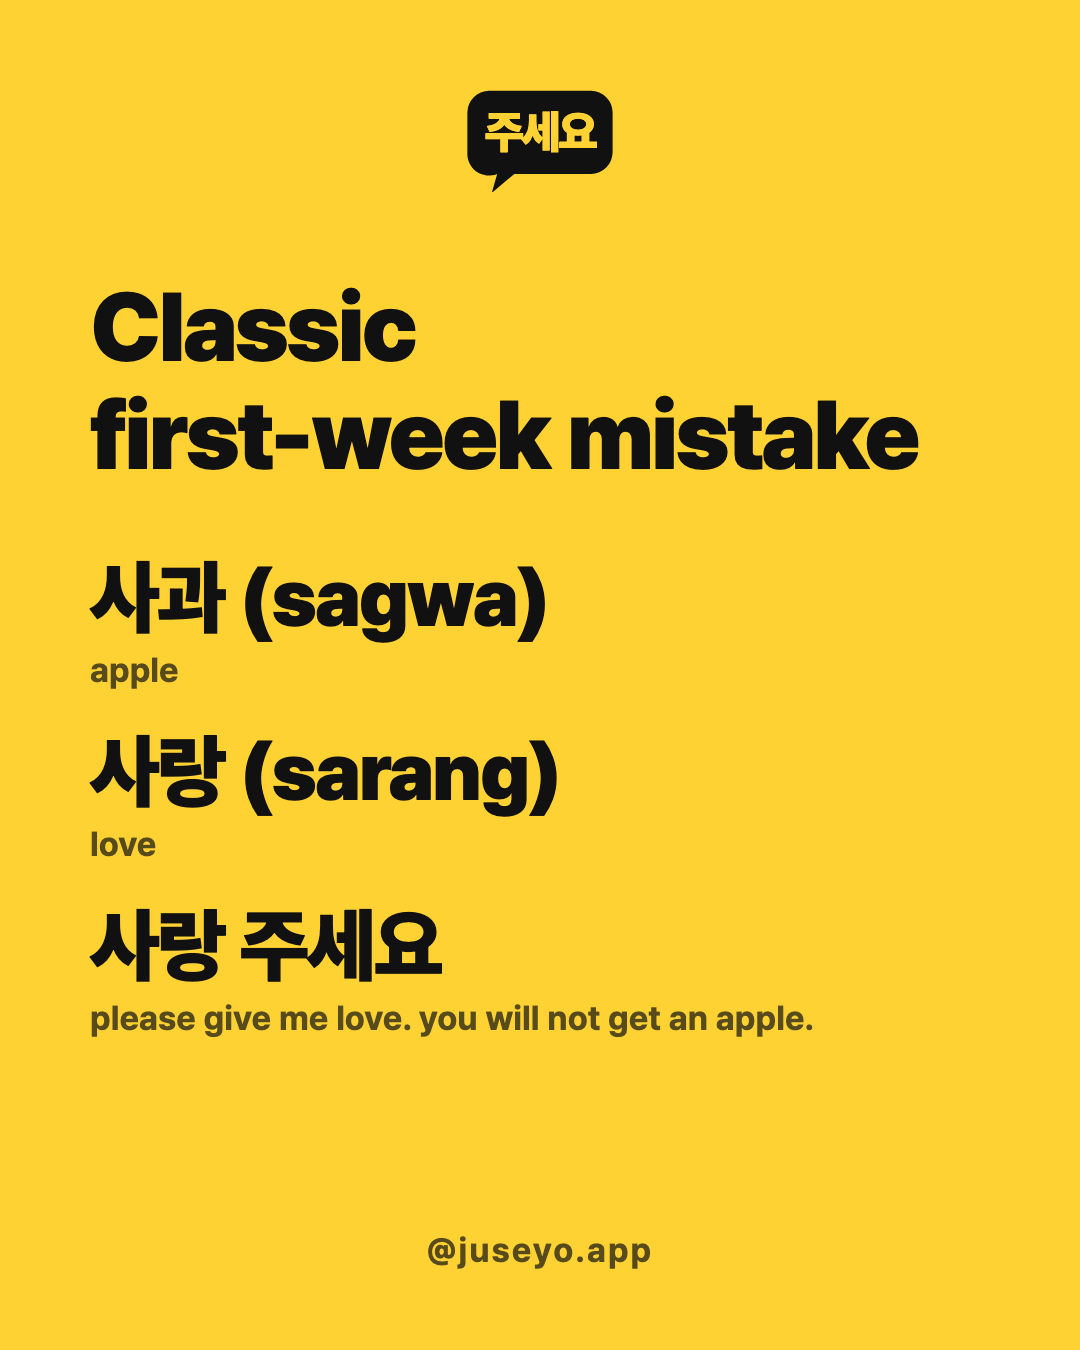 주세요
Classic
first-week mistake
사과 (sagwa)
apple
사랑 (sarang)
love
사랑 주세요
please give me love. you will not get an apple.
@juseyo.app